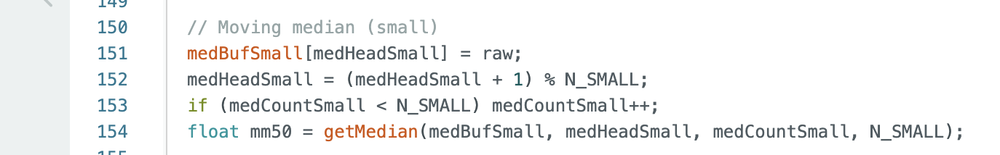 149
150 // Moving median (small)
151 medBufSmall[medHeadSmall] = raw;
152 medHeadSmall = (medHeadSmall + 1) % N_SMALL;
153 if (medCountSmall < N_SMALL) medCountSmall++;
154 float mm50 = getMedian(medBufSmall, medHeadSmall, medCountSmall, N_SMALL);
155